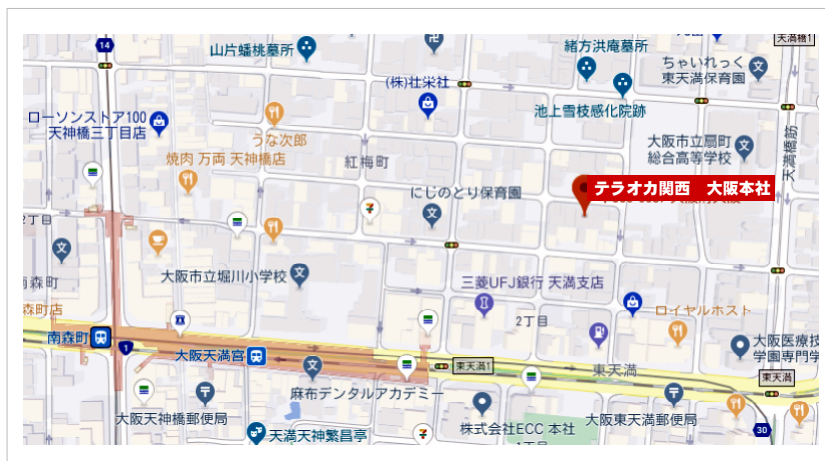 14
山片蟠桃墓所
緒方洪庵墓所
天満橋1
ちゃいれっく
東天満保育園
(株)壮栄社
池上雪枝感化院跡
ローソンストア100
天神橋三丁目店
うな次郎
焼肉 万両 天神橋店
紅梅町
大阪市立扇町
総合高等学校
天満橋筋
テラオカ関西 大阪本社
にじのとり保育園
2丁目
大阪市立堀川小学校
南森町
三菱UFJ銀行 天満支店
森町店
2丁目
ロイヤルホスト
南森町
1
大阪天満宮
東天満1
東天満
大阪医療技
学園専門学
麻布デンタルアカデミー
東天満
大阪天神橋郵便局
大阪東天満郵便局
天満天神繁昌亭
株式会社ECC 本社
1丁目
30